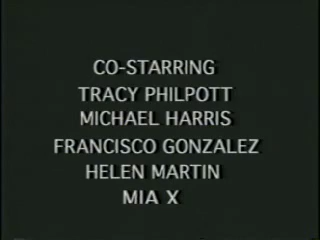 CO-STARRING
TRACY PHILPOTT
MICHAEL HARRIS
FRANCISCO GONZALEZ
HELEN MARTIN
MIA X